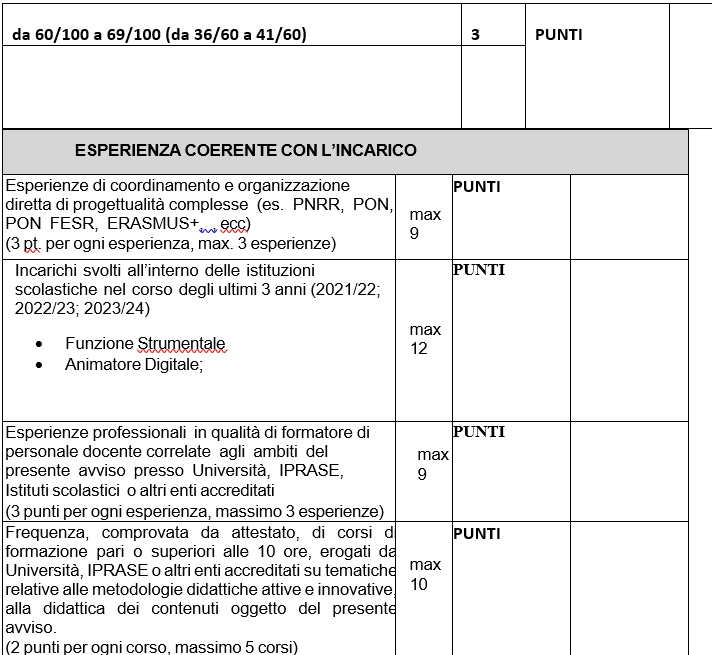 da 60/100 a 69/100 (da 36/60 a 41/60) 3 PUNTI
ESPERIENZA COERENTE CON L'INCARICO
Esperienze di coordinamento e organizzazione PUNTI
diretta di progettualità complesse (es. PNRR, PON, max
PON FESR, ERASMUS+ ,, ecc) 9
(3 pt. per ogni esperienza, max. 3 esperienze)
Incarichi svolti all'interno delle istituzioni PUNTI
scolastiche nel corso degli ultimi 3 anni (2021/22;
2022/23; 2023/24)
max
• Funzione Strumentale 12
• Animatore Digitale;
Esperienze professionali in qualità di formatore di PUNTI
personale docente correlate agli ambiti del max
presente avviso presso Università, IPRASE, 9
Istituti scolastici o altri enti accreditati
(3 punti per ogni esperienza, massimo 3 esperienze)
Frequenza, comprovata da attestato, di corsi di PUNTI
formazione pari o superiori alle 10 ore, erogati da
Università, IPRASE o altri enti accreditati su tematiche max
relative alle metodologie didattiche attive e innovative, 10
alla didattica dei contenuti oggetto del presente
avviso.
(2 punti per ogni corso, massimo 5 corsi)